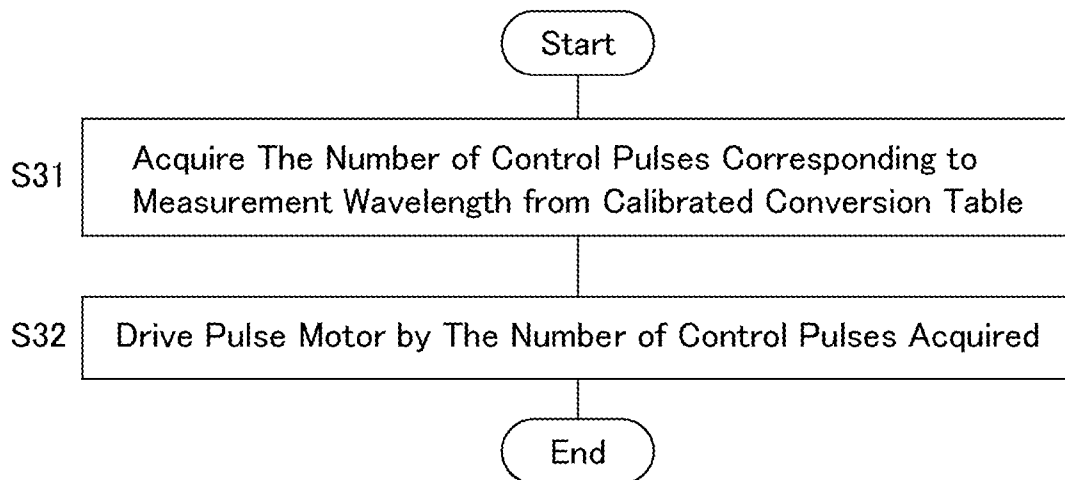 Start
S31
Acquire The Number of Control Pulses Corresponding to
Measurement Wavelength from Calibrated Conversion Table
S32
Drive Pulse Motor by The Number of Control Pulses Acquired
End